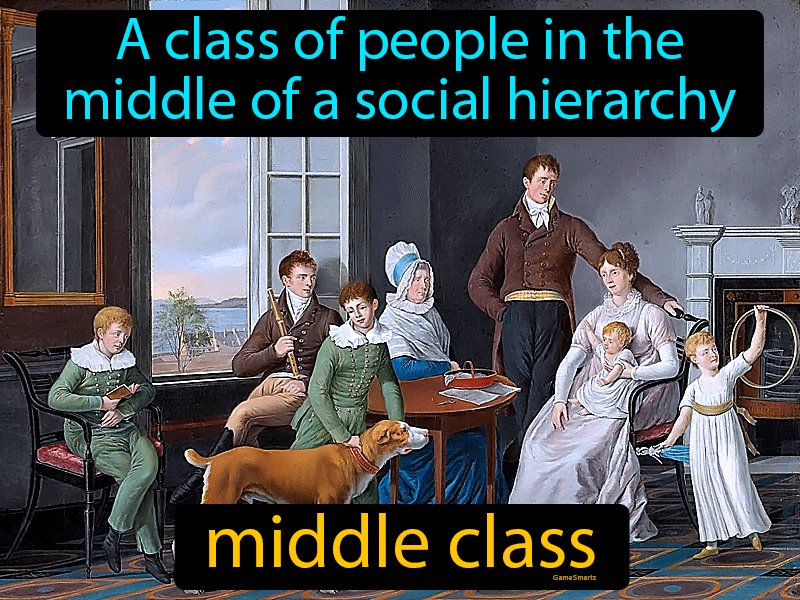 A class of people in the
middle of a social hierarchy
middle class
GameSmartz